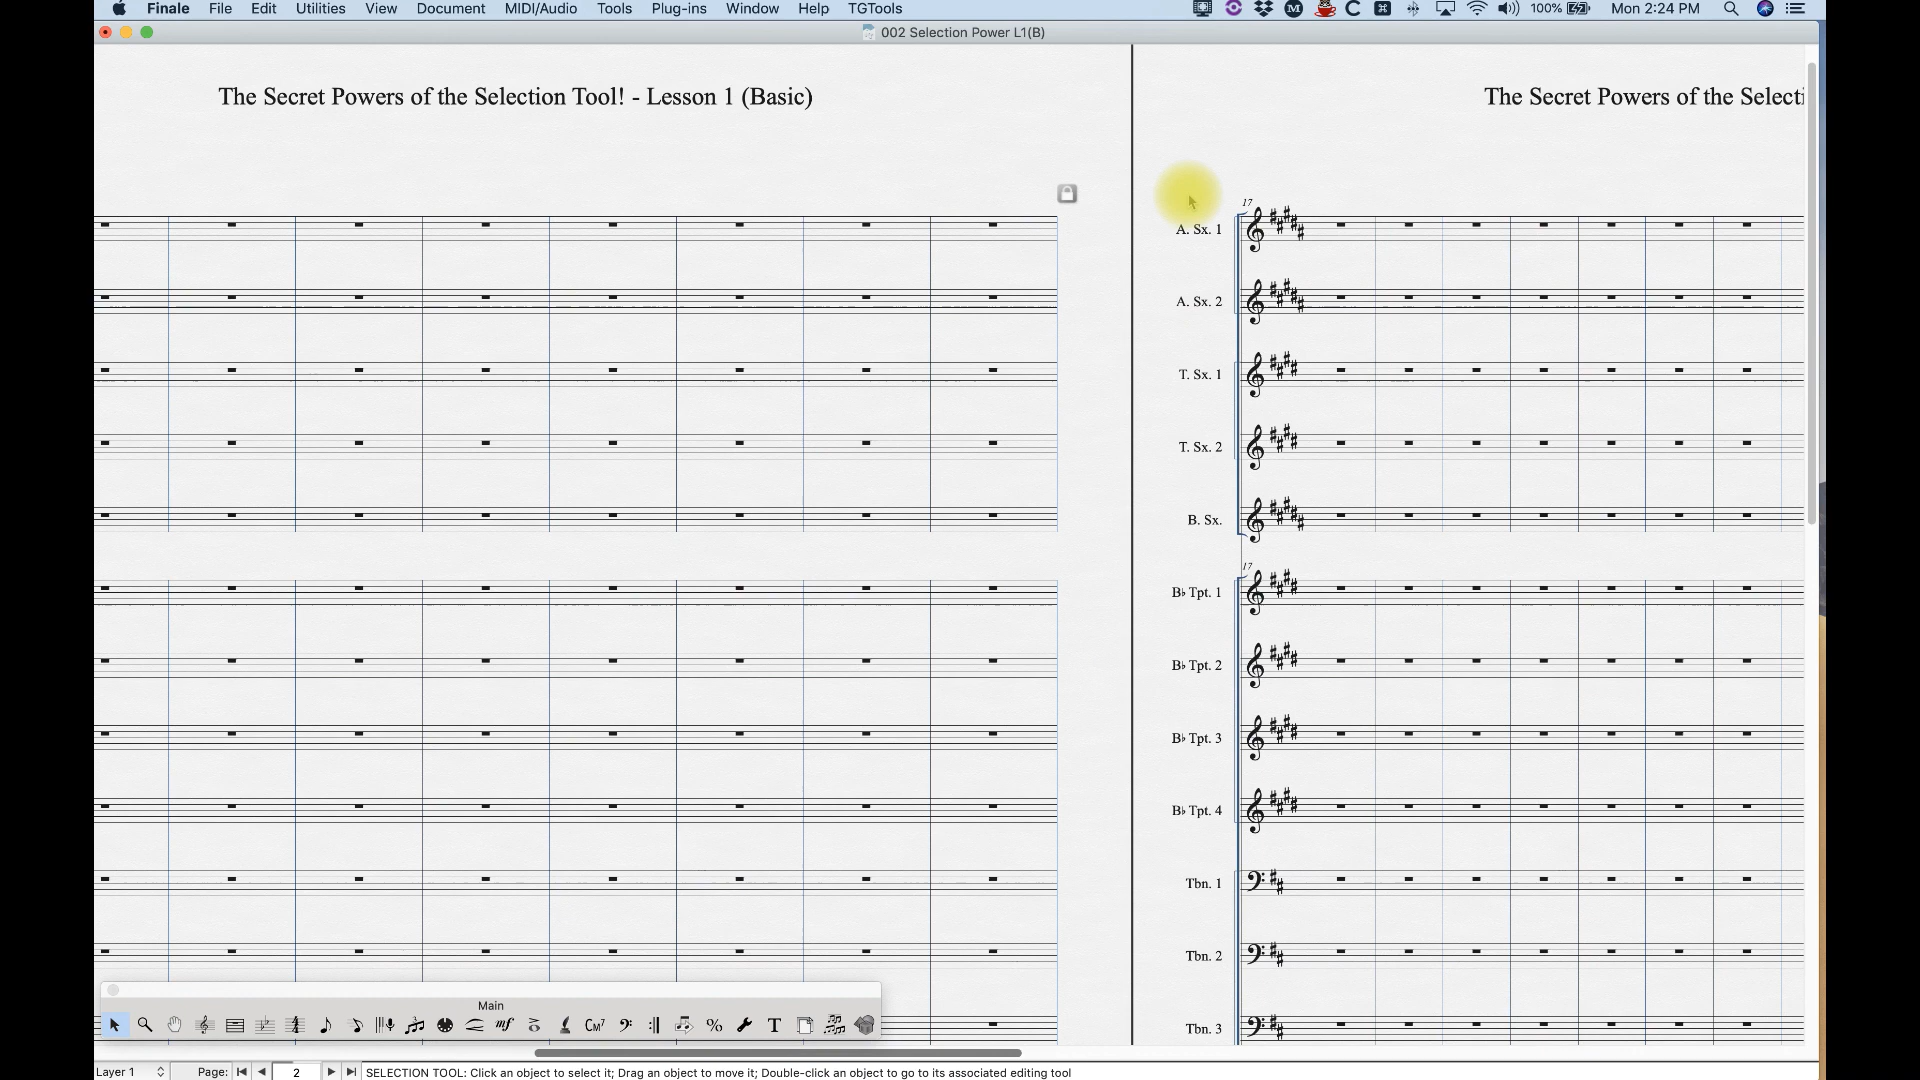 Finale File Edit Utilities View Document MIDI/Audio Tools Plug-ins Window Help TGTools 100% Mon 2:24 PM
002 Selection Power L1(B)
The Secret Powers of the Selection Tool! - Lesson 1 (Basic)
The Secret Powers of the Selecti
17
A. Sx. 1
A. Sx. 2
T. Sx. 1
T. Sx. 2
B. Sx.
17
B♭ Tpt. 1
B♭ Tpt. 2
B♭ Tpt. 3
B♭ Tpt. 4
Tbn. 1
Tbn. 2
Tbn. 3
Main
mf CM7 % T
Layer 1 Page: 2 SELECTION TOOL: Click an object to select it; Drag an object to move it; Double-click an object to go to its associated editing tool